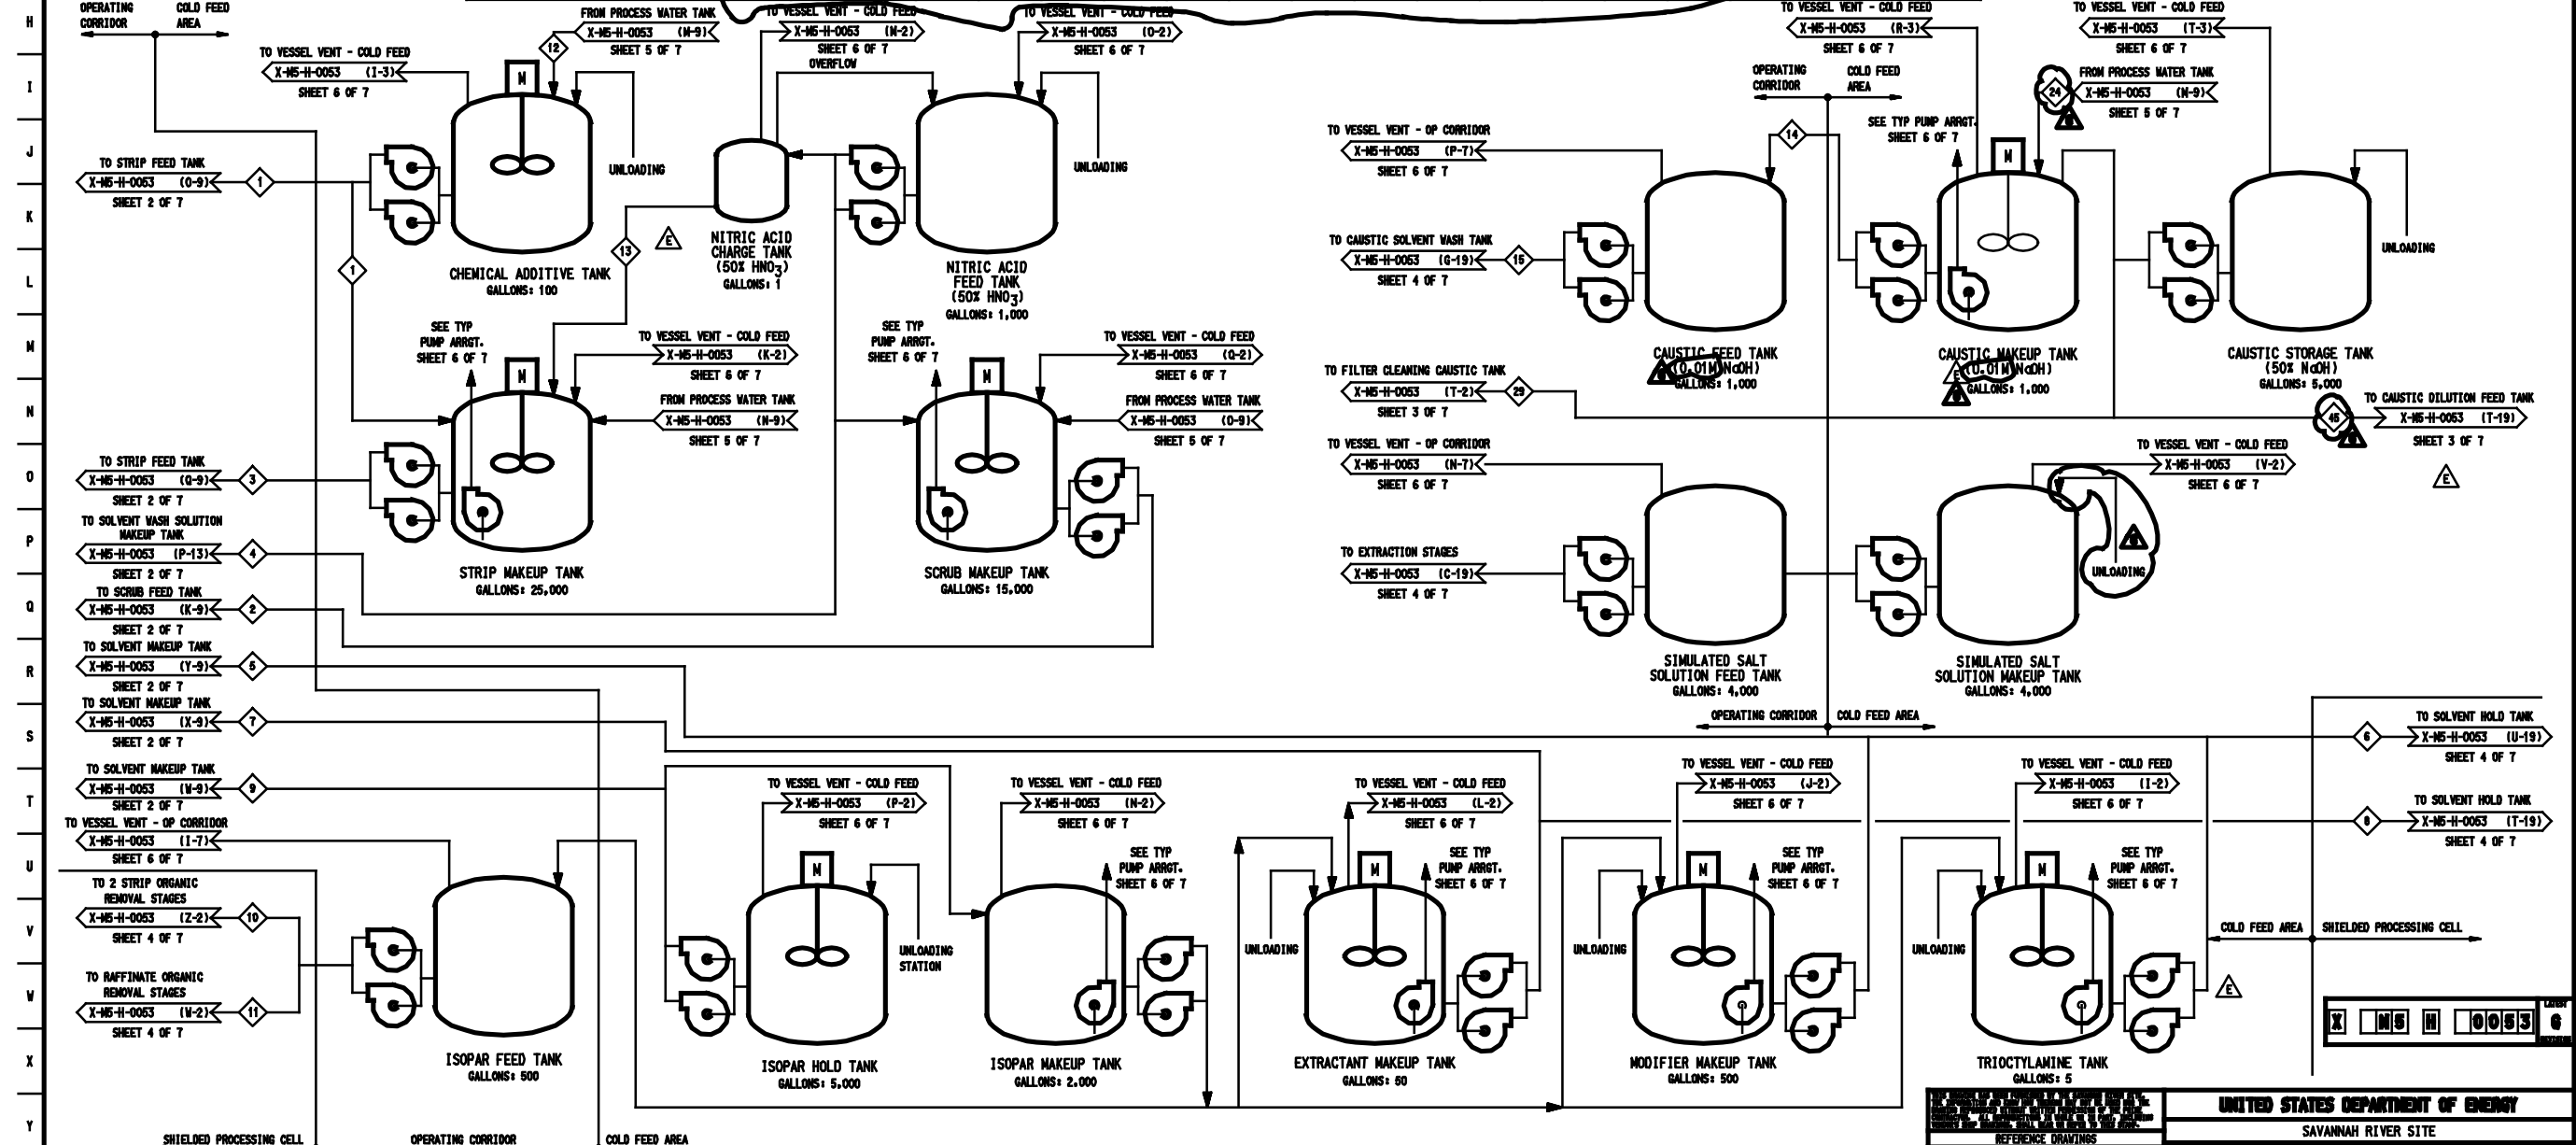 H
I
J
K
L
M
N
O
P
Q
R
S
T
U
V
W
X
Y
OPERATING CORRIDOR
COLD FEED AREA
TO VESSEL VENT - COLD FEED
X-M5-H-0053 (I-3)
SHEET 6 OF 7
12
FROM PROCESS WATER TANK
X-M5-H-0053 (M-9)
SHEET 5 OF 7
TO VESSEL VENT - COLD FEED
X-M5-H-0053 (M-2)
SHEET 6 OF 7
OVERFLOW
TO VESSEL VENT - COLD FEED
X-M5-H-0053 (O-2)
SHEET 6 OF 7
M
UNLOADING
UNLOADING
TO STRIP FEED TANK
X-M5-H-0053 (O-9)
SHEET 2 OF 7
1
1
13
E
CHEMICAL ADDITIVE TANK
GALLONS: 100
NITRIC ACID
CHARGE TANK
(50% HNO3)
GALLONS: 1
NITRIC ACID
FEED TANK
(50% HNO3)
GALLONS: 1,000
SEE TYP
PUMP ARRGT.
SHEET 6 OF 7
M
TO VESSEL VENT - COLD FEED
X-M5-H-0053 (K-2)
SHEET 6 OF 7
FROM PROCESS WATER TANK
X-M5-H-0053 (N-9)
SHEET 5 OF 7
SEE TYP
PUMP ARRGT.
SHEET 6 OF 7
M
TO VESSEL VENT - COLD FEED
X-M5-H-0053 (Q-2)
SHEET 6 OF 7
FROM PROCESS WATER TANK
X-M5-H-0053 (O-9)
SHEET 5 OF 7
TO STRIP FEED TANK
X-M5-H-0053 (Q-9)
SHEET 2 OF 7
3
TO SOLVENT WASH SOLUTION
MAKEUP TANK
X-M5-H-0053 (P-13)
SHEET 2 OF 7
4
STRIP MAKEUP TANK
GALLONS: 25,000
SCRUB MAKEUP TANK
GALLONS: 15,000
TO SCRUB FEED TANK
X-M5-H-0053 (K-9)
SHEET 2 OF 7
2
TO SOLVENT MAKEUP TANK
X-M5-H-0053 (Y-9)
SHEET 2 OF 7
5
TO SOLVENT MAKEUP TANK
X-M5-H-0053 (X-9)
SHEET 2 OF 7
7
TO SOLVENT MAKEUP TANK
X-M5-H-0053 (W-9)
SHEET 2 OF 7
9
TO VESSEL VENT - OP CORRIDOR
X-M5-H-0053 (I-7)
SHEET 6 OF 7
TO 2 STRIP ORGANIC
REMOVAL STAGES
X-M5-H-0053 (Z-2)
SHEET 4 OF 7
10
TO RAFFINATE ORGANIC
REMOVAL STAGES
X-M5-H-0053 (W-2)
SHEET 4 OF 7
11
ISOPAR FEED TANK
GALLONS: 500
SHIELDED PROCESSING CELL
OPERATING CORRIDOR
COLD FEED AREA
TO VESSEL VENT - COLD FEED
X-M5-H-0053 (P-2)
SHEET 6 OF 7
M
UNLOADING
STATION
ISOPAR HOLD TANK
GALLONS: 5,000
TO VESSEL VENT - COLD FEED
X-M5-H-0053 (N-2)
SHEET 6 OF 7
SEE TYP
PUMP ARRGT.
SHEET 6 OF 7
ISOPAR MAKEUP TANK
GALLONS: 2,000
TO VESSEL VENT - COLD FEED
X-M5-H-0053 (L-2)
SHEET 6 OF 7
M
SEE TYP
PUMP ARRGT.
SHEET 6 OF 7
UNLOADING
EXTRACTANT MAKEUP TANK
GALLONS: 50
TO VESSEL VENT - COLD FEED
X-M5-H-0053 (J-2)
SHEET 6 OF 7
M
SEE TYP
PUMP ARRGT.
SHEET 6 OF 7
UNLOADING
MODIFIER MAKEUP TANK
GALLONS: 500
TO VESSEL VENT - COLD FEED
X-M5-H-0053 (I-2)
SHEET 6 OF 7
M
SEE TYP
PUMP ARRGT.
SHEET 6 OF 7
UNLOADING
TRIOCTYLAMINE TANK
GALLONS: 5
E
TO VESSEL VENT - COLD FEED
X-M5-H-0053 (R-3)
SHEET 6 OF 7
TO VESSEL VENT - COLD FEED
X-M5-H-0053 (T-3)
SHEET 6 OF 7
OPERATING CORRIDOR
COLD FEED AREA
24
FROM PROCESS WATER TANK
X-M5-H-0053 (N-9)
SHEET 5 OF 7
TO VESSEL VENT - OP CORRIDOR
X-M5-H-0053 (P-7)
SHEET 6 OF 7
14
SEE TYP PUMP ARRGT.
SHEET 6 OF 7
M
TO CAUSTIC SOLVENT WASH TANK
X-M5-H-0053 (G-19)
SHEET 4 OF 7
15
UNLOADING
CAUSTIC FEED TANK
(0.01M NaOH)
GALLONS: 1,000
CAUSTIC MAKEUP TANK
(0.01M NaOH)
GALLONS: 1,000
E
CAUSTIC STORAGE TANK
(50% NaOH)
GALLONS: 5,000
TO FILTER CLEANING CAUSTIC TANK
X-M5-H-0053 (T-2)
SHEET 3 OF 7
29
45
TO CAUSTIC DILUTION FEED TANK
X-M5-H-0053 (T-19)
SHEET 3 OF 7
E
TO VESSEL VENT - OP CORRIDOR
X-M5-H-0053 (N-7)
SHEET 6 OF 7
TO VESSEL VENT - COLD FEED
X-M5-H-0053 (V-2)
SHEET 6 OF 7
TO EXTRACTION STAGES
X-M5-H-0053 (C-19)
SHEET 4 OF 7
UNLOADING
SIMULATED SALT
SOLUTION FEED TANK
GALLONS: 4,000
SIMULATED SALT
SOLUTION MAKEUP TANK
GALLONS: 4,000
OPERATING CORRIDOR
COLD FEED AREA
6
TO SOLVENT HOLD TANK
X-M5-H-0053 (U-19)
SHEET 4 OF 7
8
TO SOLVENT HOLD TANK
X-M5-H-0053 (T-19)
SHEET 4 OF 7
COLD FEED AREA
SHIELDED PROCESSING CELL
X M5 H 0053 G
UNITED STATES DEPARTMENT OF ENERGY
SAVANNAH RIVER SITE
REFERENCE DRAWINGS